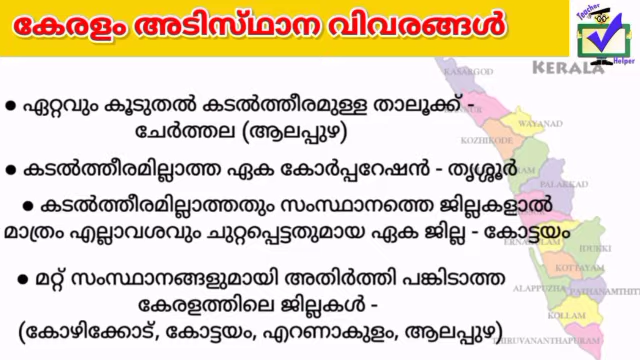 കേരളം അടിസ്ഥാന വിവരങ്ങൾ
Teacher
Helper
KERALA
KASARGOD
● ഏറ്റവും കൂടുതൽ കടൽത്തീരമുള്ള താലൂക്ക് -
ചേർത്തല (ആലപ്പുഴ)
WAYANAD
KOZHIKODE
● കടൽത്തീരമില്ലാത്ത ഏക കോർപ്പറേഷൻ - തൃശ്ശൂർ
PALAKKAD
● കടൽത്തീരമില്ലാത്തതും സംസ്ഥാനത്തെ ജില്ലകളാൽ
മാത്രം എല്ലാവശവും ചുറ്റപ്പെട്ടതുമായ ഏക ജില്ല - കോട്ടയം
IDUKKI
KOTTAYAM
● മറ്റ് സംസ്ഥാനങ്ങളുമായി അതിർത്തി പങ്കിടാത്ത
ALAPPUZHA
PATHANAMTHITTA
കേരളത്തിലെ ജില്ലകൾ -
KOLLAM
(കോഴിക്കോട്, കോട്ടയം, എറണാകുളം, ആലപ്പുഴ)
THIRUVANANTHAPURAM